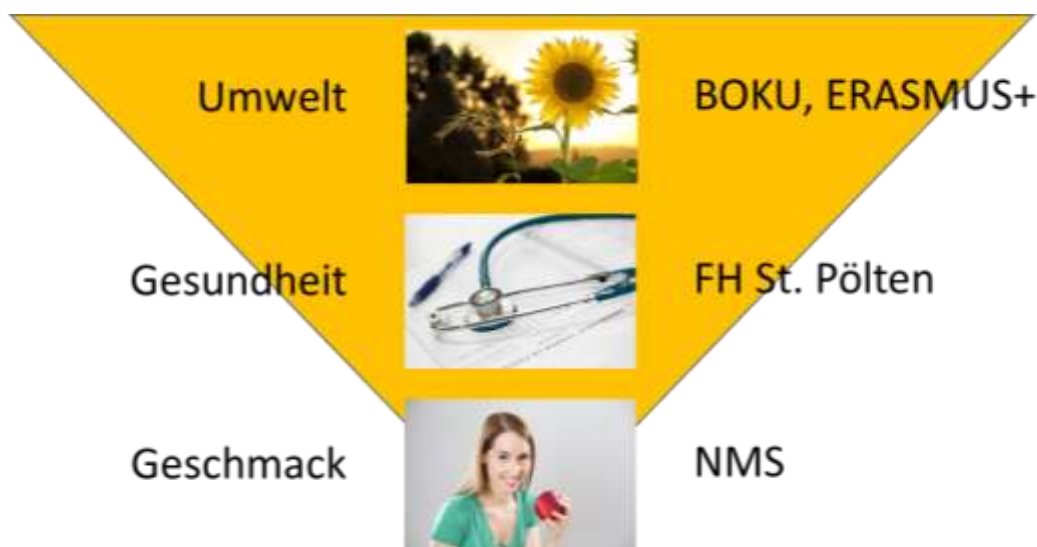 Umwelt BOKU, ERASMUS+
Gesundheit FH St. Pölten
Geschmack NMS